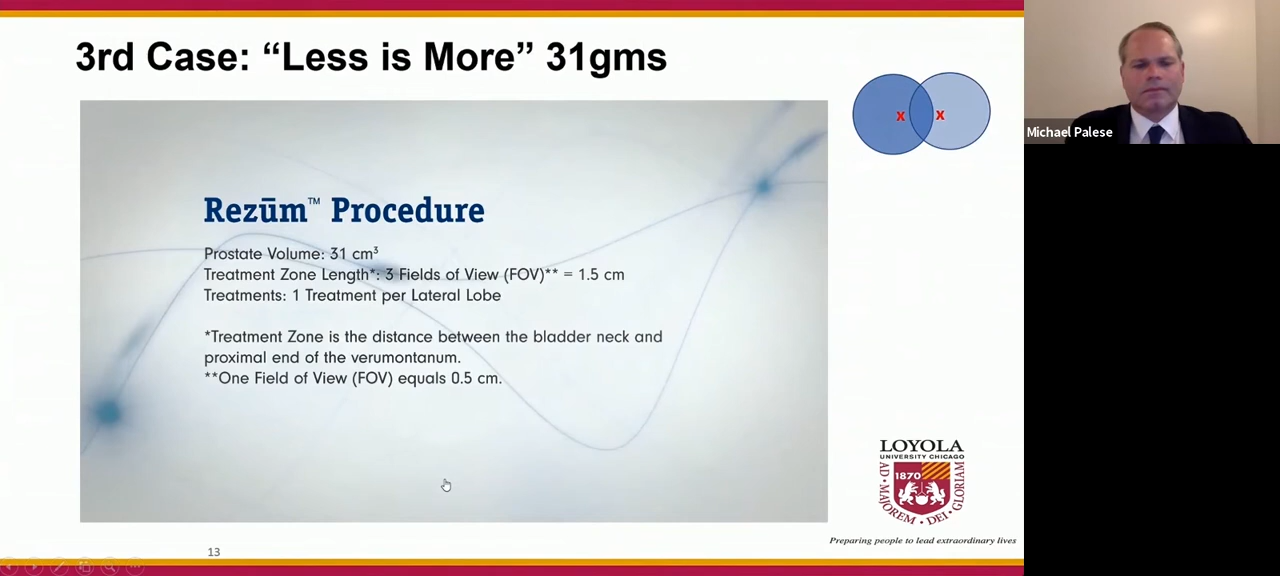 3rd Case: “Less is More” 31gms
x x
Michael Palese
Rezūm™ Procedure
Prostate Volume: 31 cm³
Treatment Zone Length*: 3 Fields of View (FOV)** = 1.5 cm
Treatments: 1 Treatment per Lateral Lobe
*Treatment Zone is the distance between the bladder neck and
proximal end of the verumontanum.
**One Field of View (FOV) equals 0.5 cm.
LOYOLA
UNIVERSITY CHICAGO
1870
AD • MAJOREM • DEI • GLORIAM
Preparing people to lead extraordinary lives
13